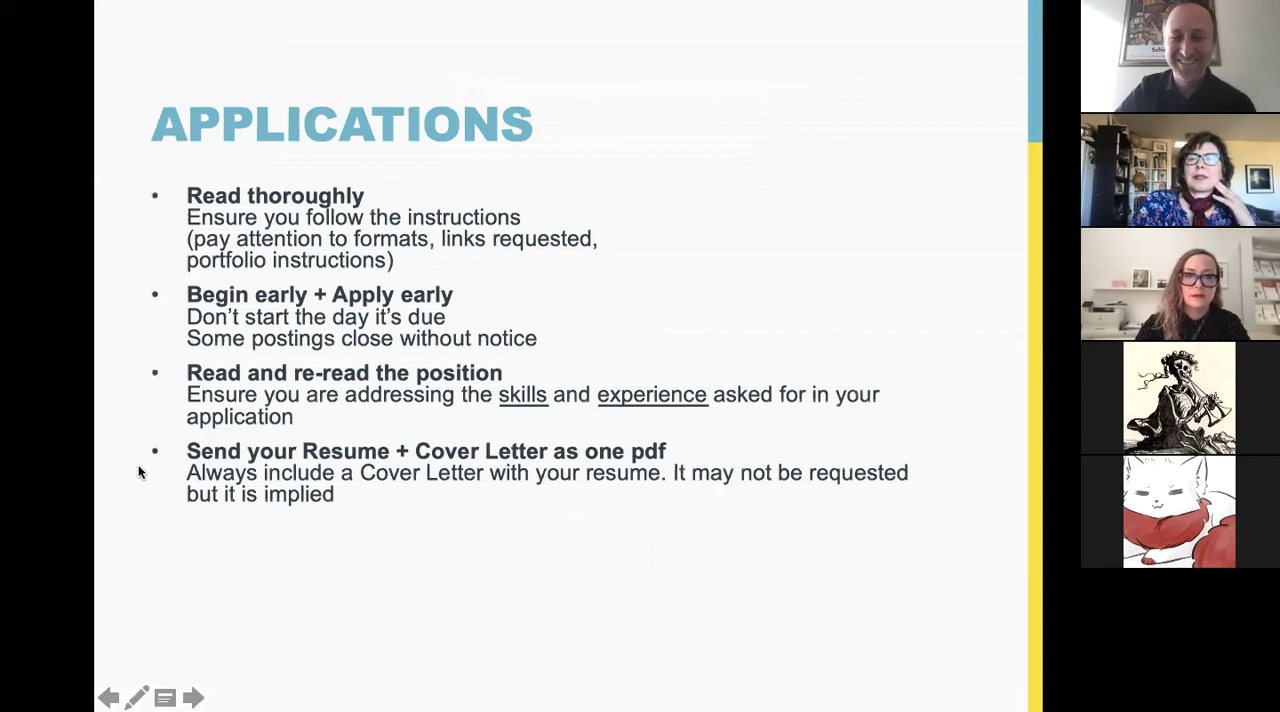 APPLICATIONS
• Read thoroughly
Ensure you follow the instructions
(pay attention to formats, links requested,
portfolio instructions)
• Begin early + Apply early
Don't start the day it's due
Some postings close without notice
• Read and re-read the position
Ensure you are addressing the skills and experience asked for in your
application
• Send your Resume + Cover Letter as one pdf
Always include a Cover Letter with your resume. It may not be requested
but it is implied